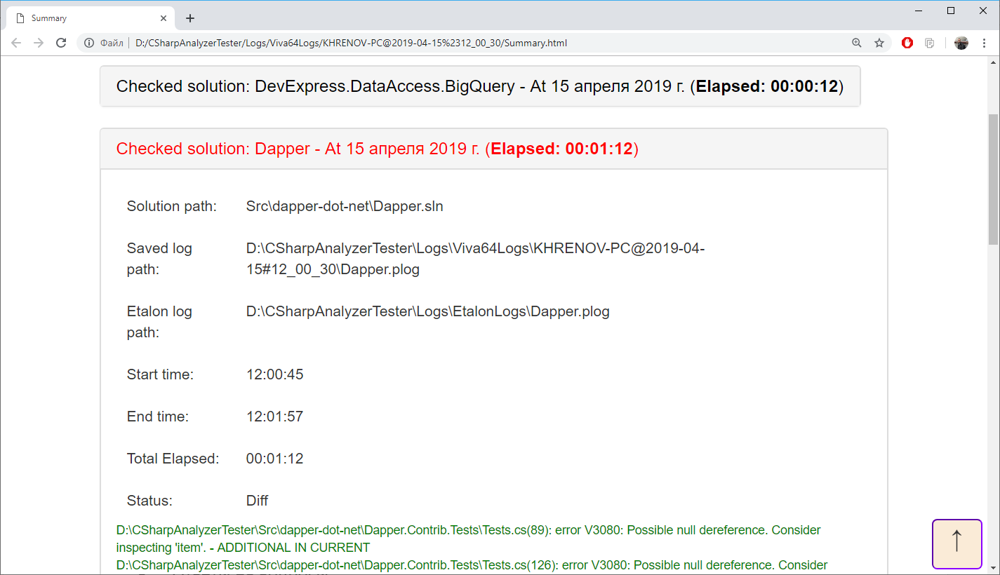 Summary
Файл
D:/CSharpAnalyzerTester/Logs/Viva64Logs/KHRENOV-PC@2019-04-15%2312_00_30/Summary.html
Checked solution: DevExpress.DataAccess.BigQuery - At 15 апреля 2019 г. (Elapsed: 00:00:12)
Checked solution: Dapper - At 15 апреля 2019 г. (Elapsed: 00:01:12)
Solution path: Src\dapper-dot-net\Dapper.sln
Saved log path: D:\CSharpAnalyzerTester\Logs\Viva64Logs\KHRENOV-PC@2019-04-
15#12_00_30\Dapper.plog
Etalon log path: D:\CSharpAnalyzerTester\Logs\EtalonLogs\Dapper.plog
Start time: 12:00:45
End time: 12:01:57
Total Elapsed: 00:01:12
Status: Diff
D:\CSharpAnalyzerTester\Src\dapper-dot-net\Dapper.Contrib.Tests\Tests.cs(89): error V3080: Possible null dereference. Consider
inspecting 'item'. - ADDITIONAL IN CURRENT
D:\CSharpAnalyzerTester\Src\dapper-dot-net\Dapper.Contrib.Tests\Tests.cs(126): error V3080: Possible null dereference. Consider